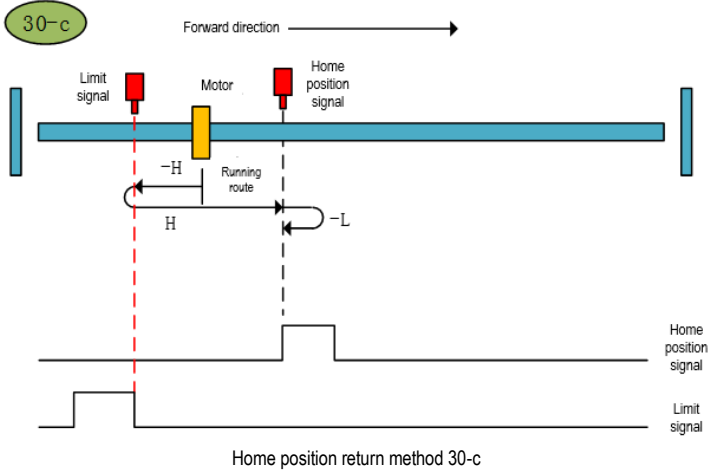 30-c
Forward direction
Limit
signal
Motor
Home
position
signal
-H
Running
route
H
-L
Home
position
signal
Limit
signal
Home position return method 30-c